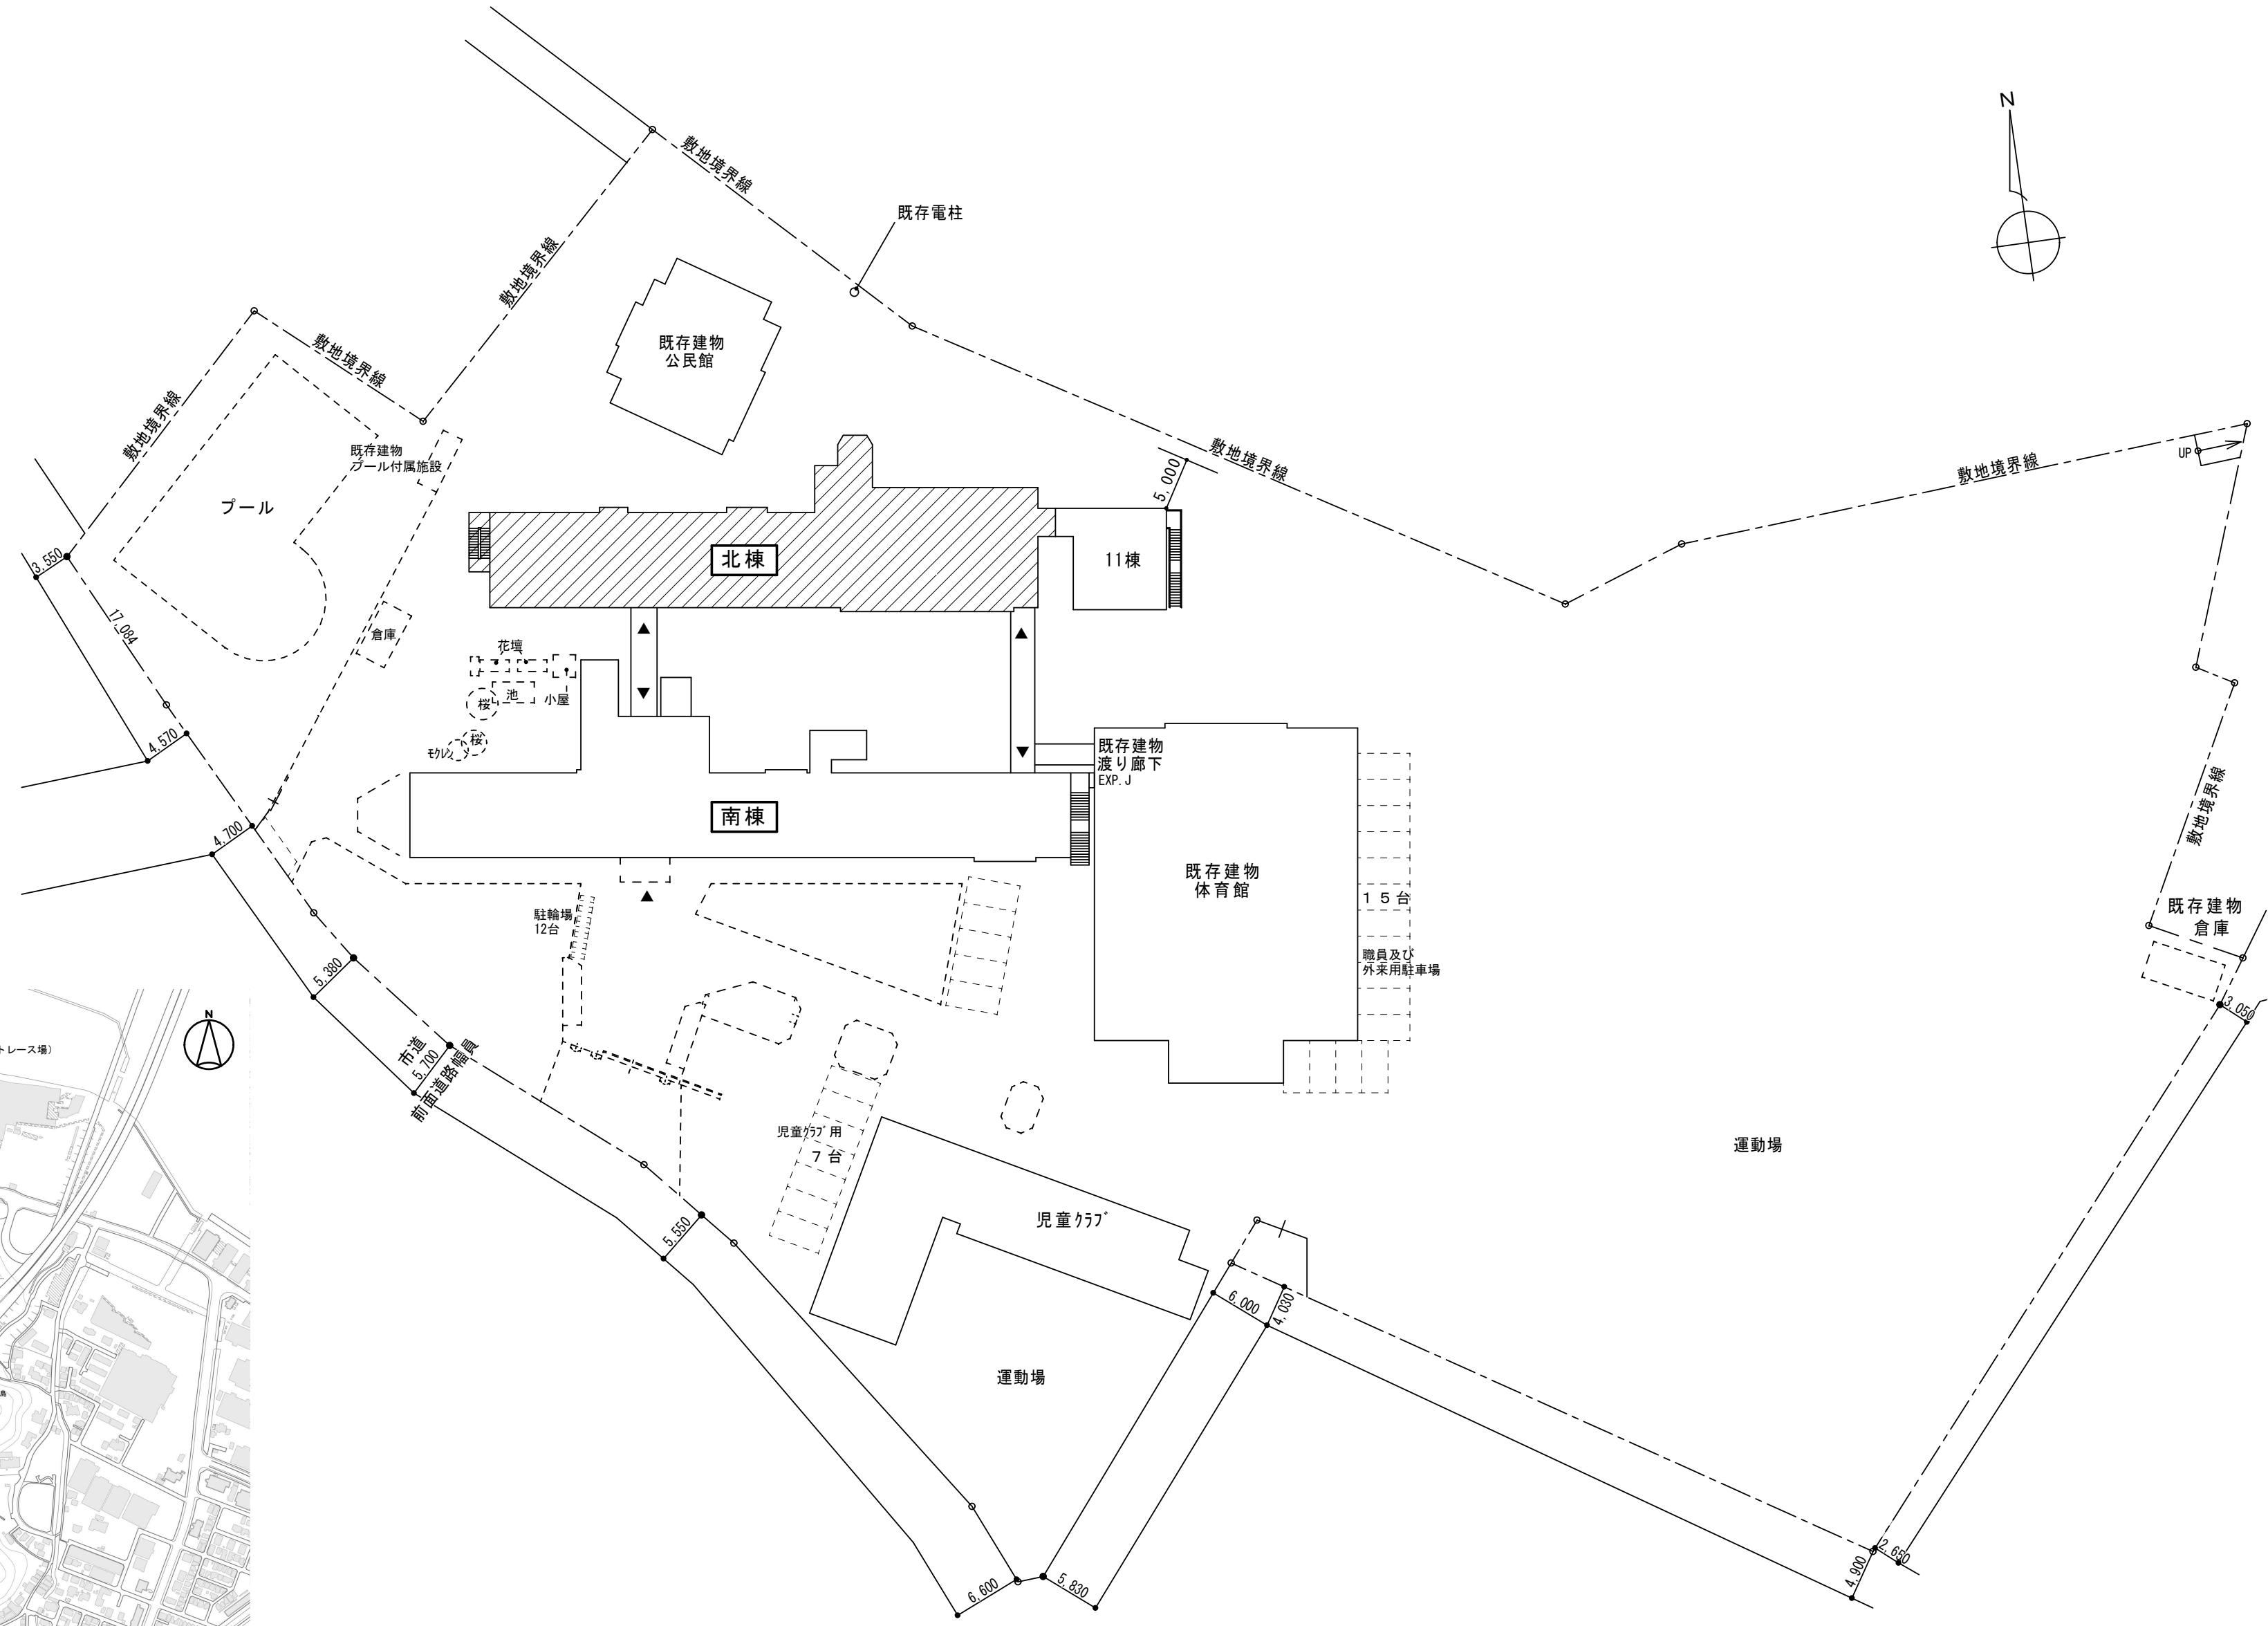 敷地境界線
N
既存電柱
敷地境界線
敷地境界線
敷地境界線
既存建物
公民館
既存建物
プール付属施設
プール
敷地境界線
5,000
敷地境界線
UP
北棟
11棟
3,550
17,084
倉庫
花壇
池
小屋
桜
桜
ﾓｸﾚﾝ
4,570
既存建物
渡り廊下
EXP.J
南棟
4,700
敷地境界線
既存建物
体育館
15台
職員及び
外来用駐車場
既存建物
倉庫
駐輪場
12台
5,380
3,050
市道
5,700
前面道路幅員
N
トレース場)
児童ｸﾗﾌﾞ用
7台
運動場
児童ｸﾗﾌﾞ
5,550
6,000
4,030
運動場
6,600
5,830
4,900
2,650